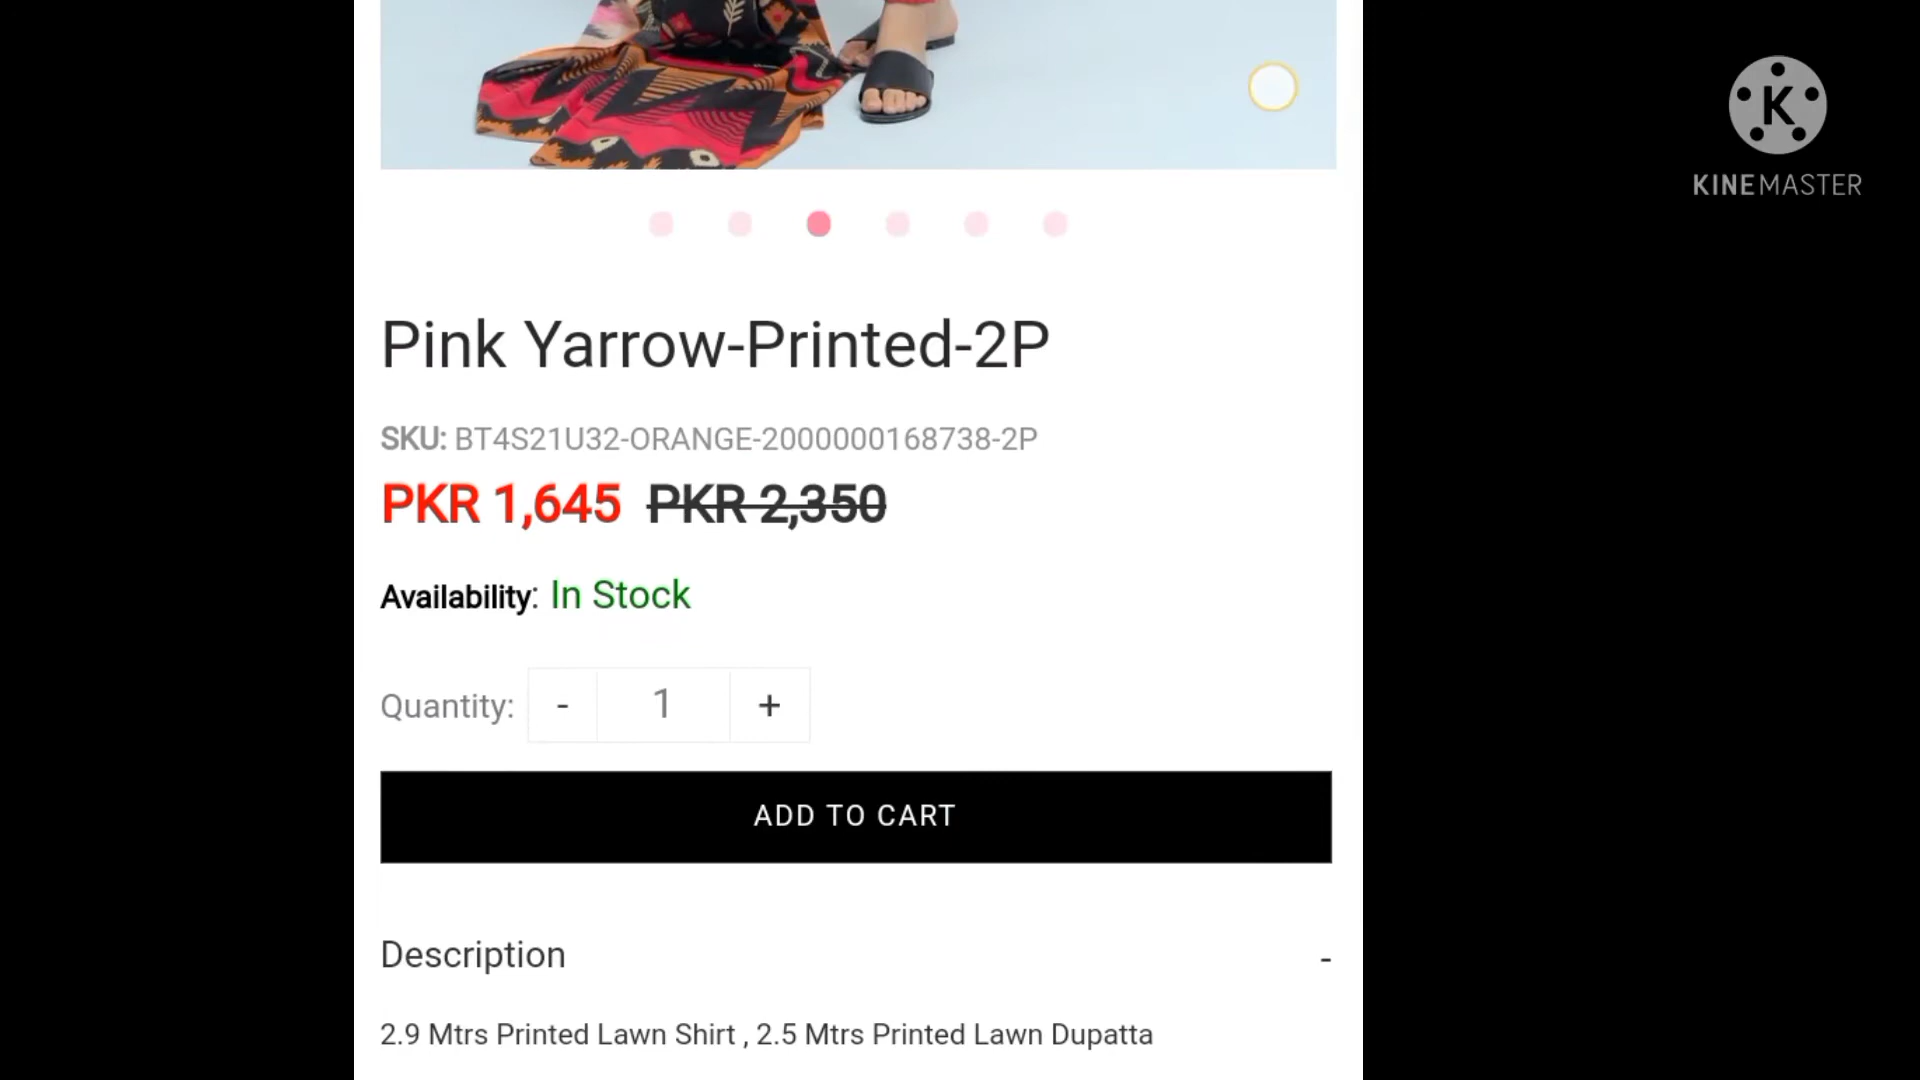 K
KINEMASTER
Pink Yarrow-Printed-2P
SKU: BT4S21U32-ORANGE-2000000168738-2P
PKR 1,645 PKR 2,350
Availability: In Stock
Quantity: - 1 +
ADD TO CART
Description -
2.9 Mtrs Printed Lawn Shirt , 2.5 Mtrs Printed Lawn Dupatta